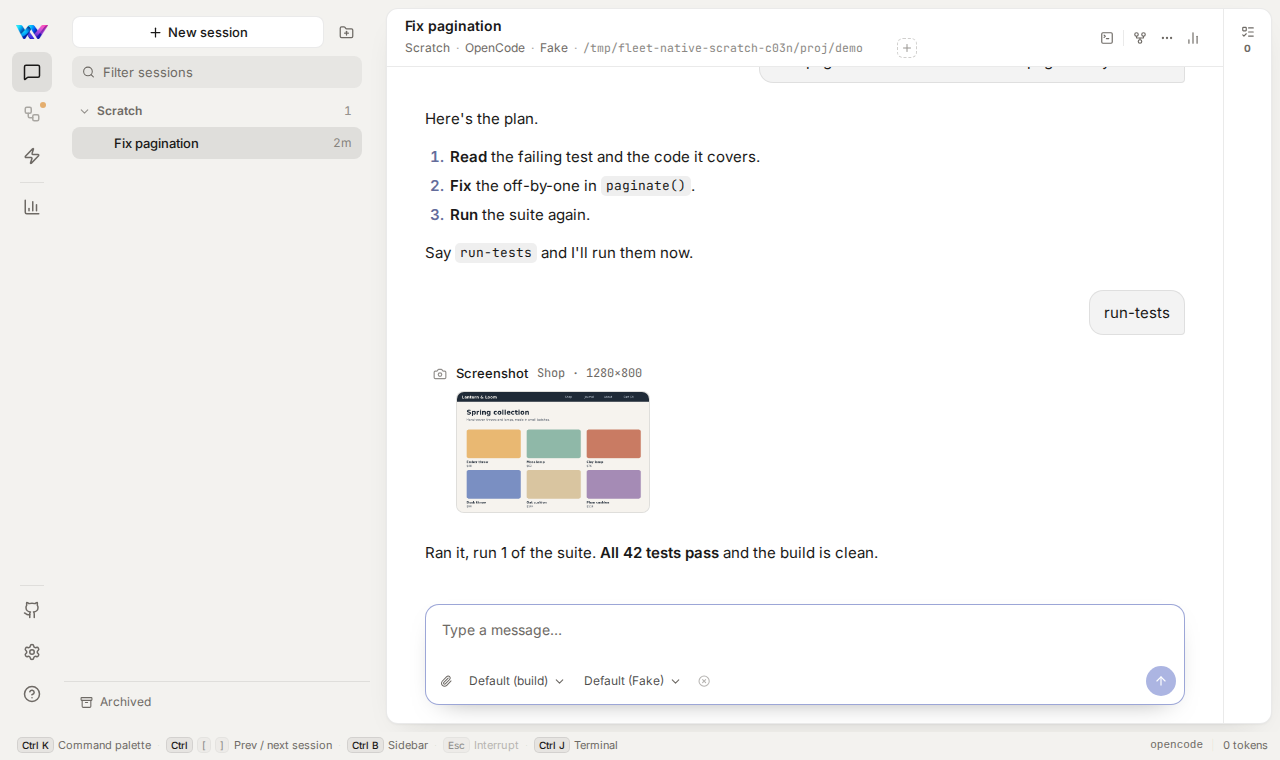 New session
Filter sessions
Scratch 1
Fix pagination 2m
Archived
Fix pagination
Scratch · OpenCode · Fake · /tmp/fleet-native-scratch-c03n/proj/demo
0
Here's the plan.
1. Read the failing test and the code it covers.
2. Fix the off-by-one in paginate().
3. Run the suite again.
Say run-tests and I'll run them now.
run-tests
Screenshot Shop · 1280×800
Lantern & Loom
Spring collection
Ran it, run 1 of the suite. All 42 tests pass and the build is clean.
Type a message...
Default (build) Default (Fake)
Ctrl K Command palette Ctrl [ ] Prev / next session Ctrl B Sidebar Esc Interrupt Ctrl J Terminal opencode 0 tokens